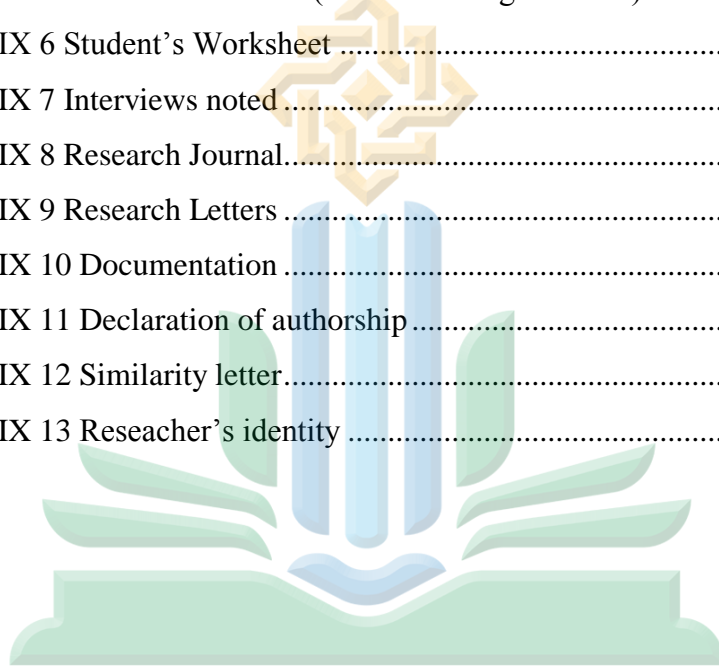 IX 6 Student’s Worksheet ..................................................
IX 7 Interviews noted .........................................................
IX 8 Research Journal.........................................................
IX 9 Research Letters .........................................................
IX 10 Documentation .........................................................
IX 11 Declaration of authorship ........................................
IX 12 Similarity letter.........................................................
IX 13 Reseacher’s identity ..................................................